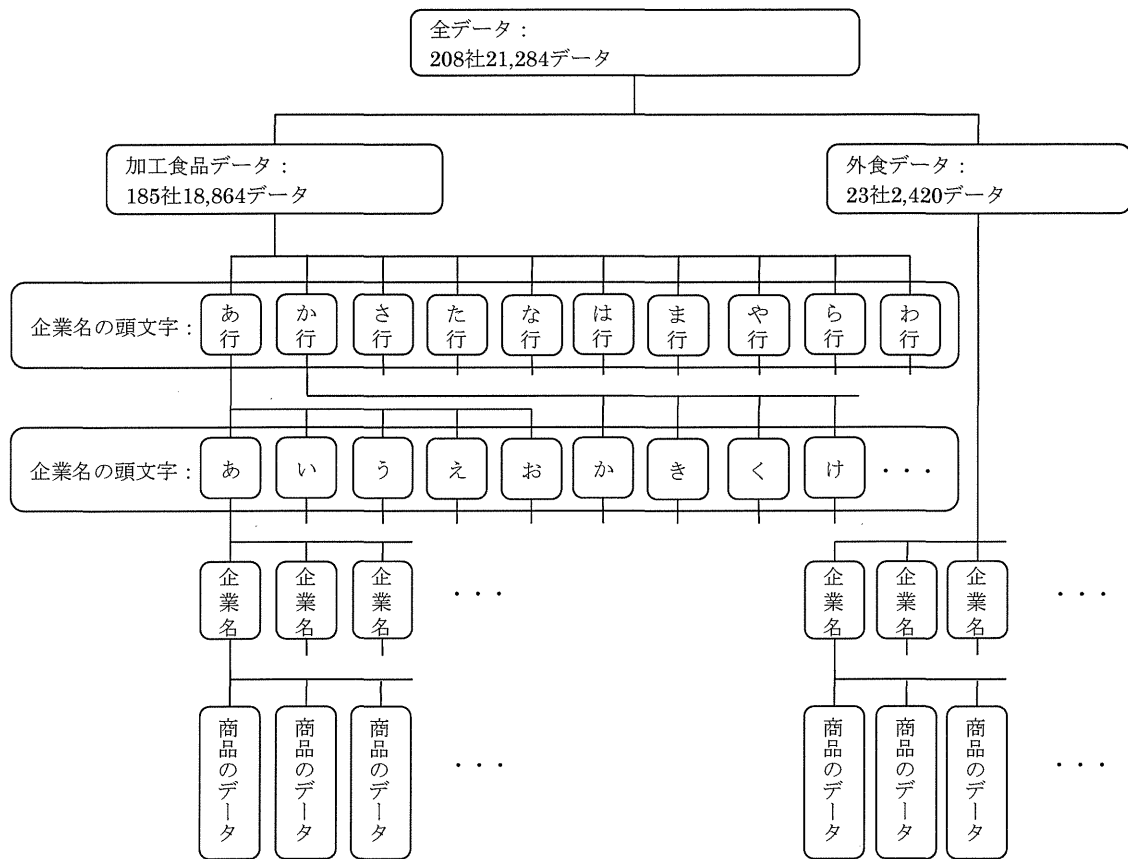 全データ：
208社21,284データ
加工食品データ：
185社18,864データ
外食データ：
23社2,420データ
企業名の頭文字：
あ行
か行
さ行
た行
な行
は行
ま行
や行
ら行
わ行
企業名の頭文字：
あ
い
う
え
お
か
き
く
け
・・・
企業名
企業名
企業名
・・・
企業名
企業名
企業名
・・・
商品のデータ
商品のデータ
商品のデータ
・・・
商品のデータ
商品のデータ
商品のデータ
・・・